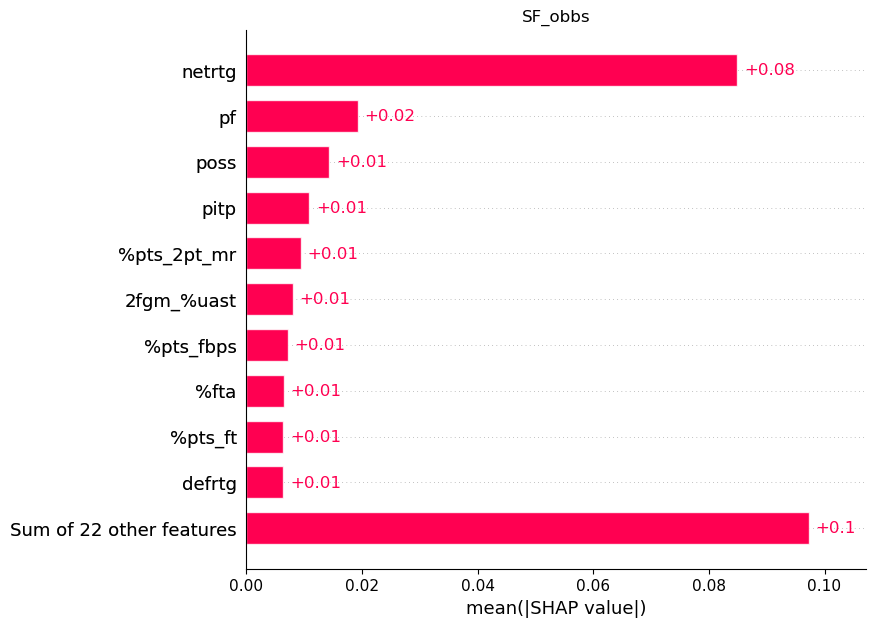 SF_obbs
netrtg +0.08
pf +0.02
poss +0.01
pitp +0.01
%pts_2pt_mr +0.01
2fgm_%uast +0.01
%pts_fbps +0.01
%fta +0.01
%pts_ft +0.01
defrtg +0.01
Sum of 22 other features +0.1
0.00 0.02 0.04 0.06 0.08 0.10
mean(|SHAP value|)